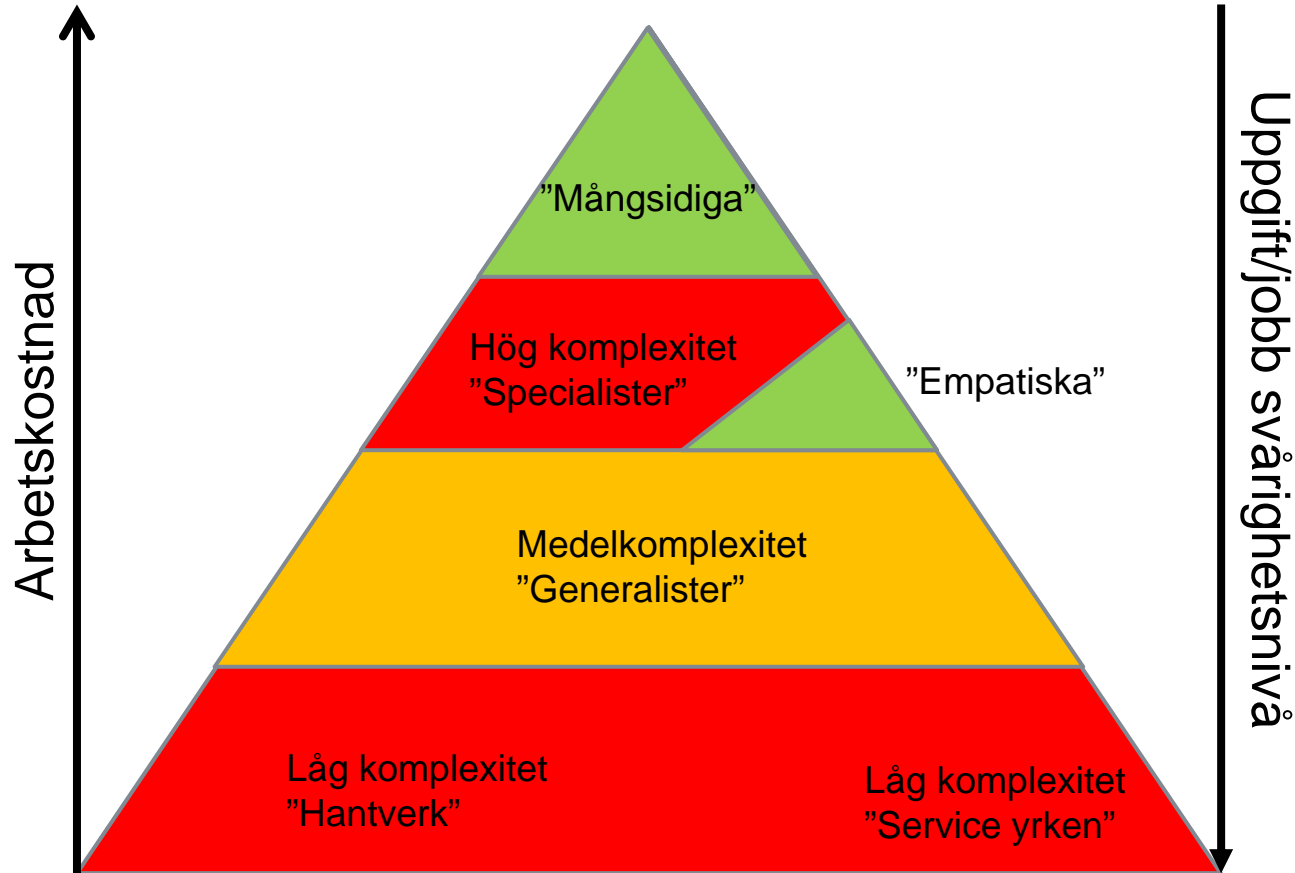 Arbetskostnad
”Mångsidiga”
Hög komplexitet
”Specialister”
”Empatiska”
Medelkomplexitet
”Generalister”
Låg komplexitet
”Hantverk”
Låg komplexitet
”Service yrken”
Uppgift/jobb svårighetsnivå